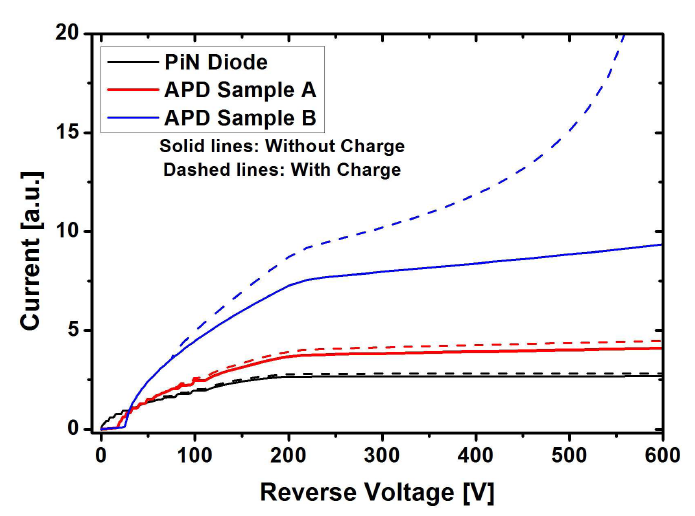 20
15
10
5
0
Current [a.u.]
PiN Diode
APD Sample A
APD Sample B
Solid lines: Without Charge
Dashed lines: With Charge
0 100 200 300 400 500 600
Reverse Voltage [V]